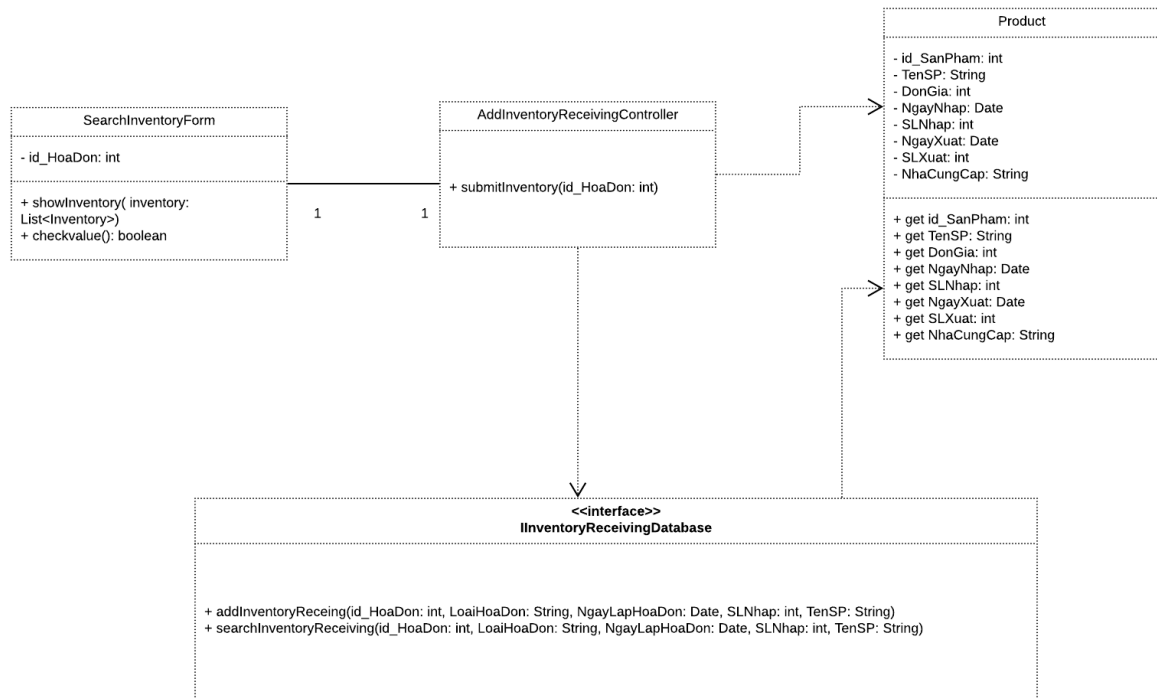 Product
- id_SanPham: int
- TenSP: String
- DonGia: int
- NgayNhap: Date
- SLNhap: int
- NgayXuat: Date
- SLXuat: int
- NhaCungCap: String
+ get id_SanPham: int
+ get TenSP: String
+ get DonGia: int
+ get NgayNhap: Date
+ get SLNhap: int
+ get NgayXuat: Date
+ get SLXuat: int
+ get NhaCungCap: String
SearchInventoryForm
- id_HoaDon: int
+ showInventory( inventory:
List<Inventory>)
+ checkvalue(): boolean
1
1
AddInventoryReceivingController
+ submitInventory(id_HoaDon: int)
<<interface>>
IInventoryReceivingDatabase
+ addInventoryReceing(id_HoaDon: int, LoaiHoaDon: String, NgayLapHoaDon: Date, SLNhap: int, TenSP: String)
+ searchInventoryReceiving(id_HoaDon: int, LoaiHoaDon: String, NgayLapHoaDon: Date, SLNhap: int, TenSP: String)